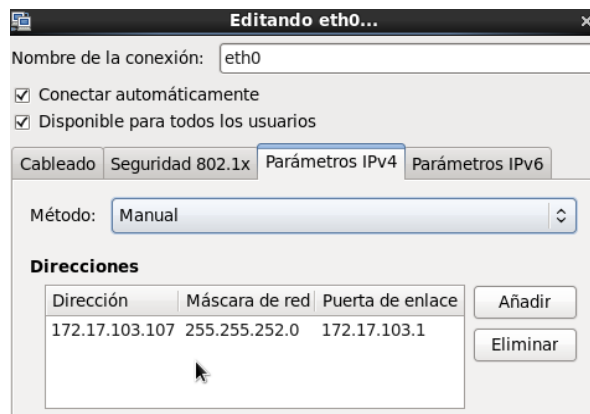 Editando eth0...
Nombre de la conexión: eth0
Conectar automáticamente
Disponible para todos los usuarios
Cableado Seguridad 802.1x Parámetros IPv4 Parámetros IPv6
Método: Manual
Direcciones
Dirección Máscara de red Puerta de enlace Añadir
172.17.103.107 255.255.252.0 172.17.103.1
Eliminar